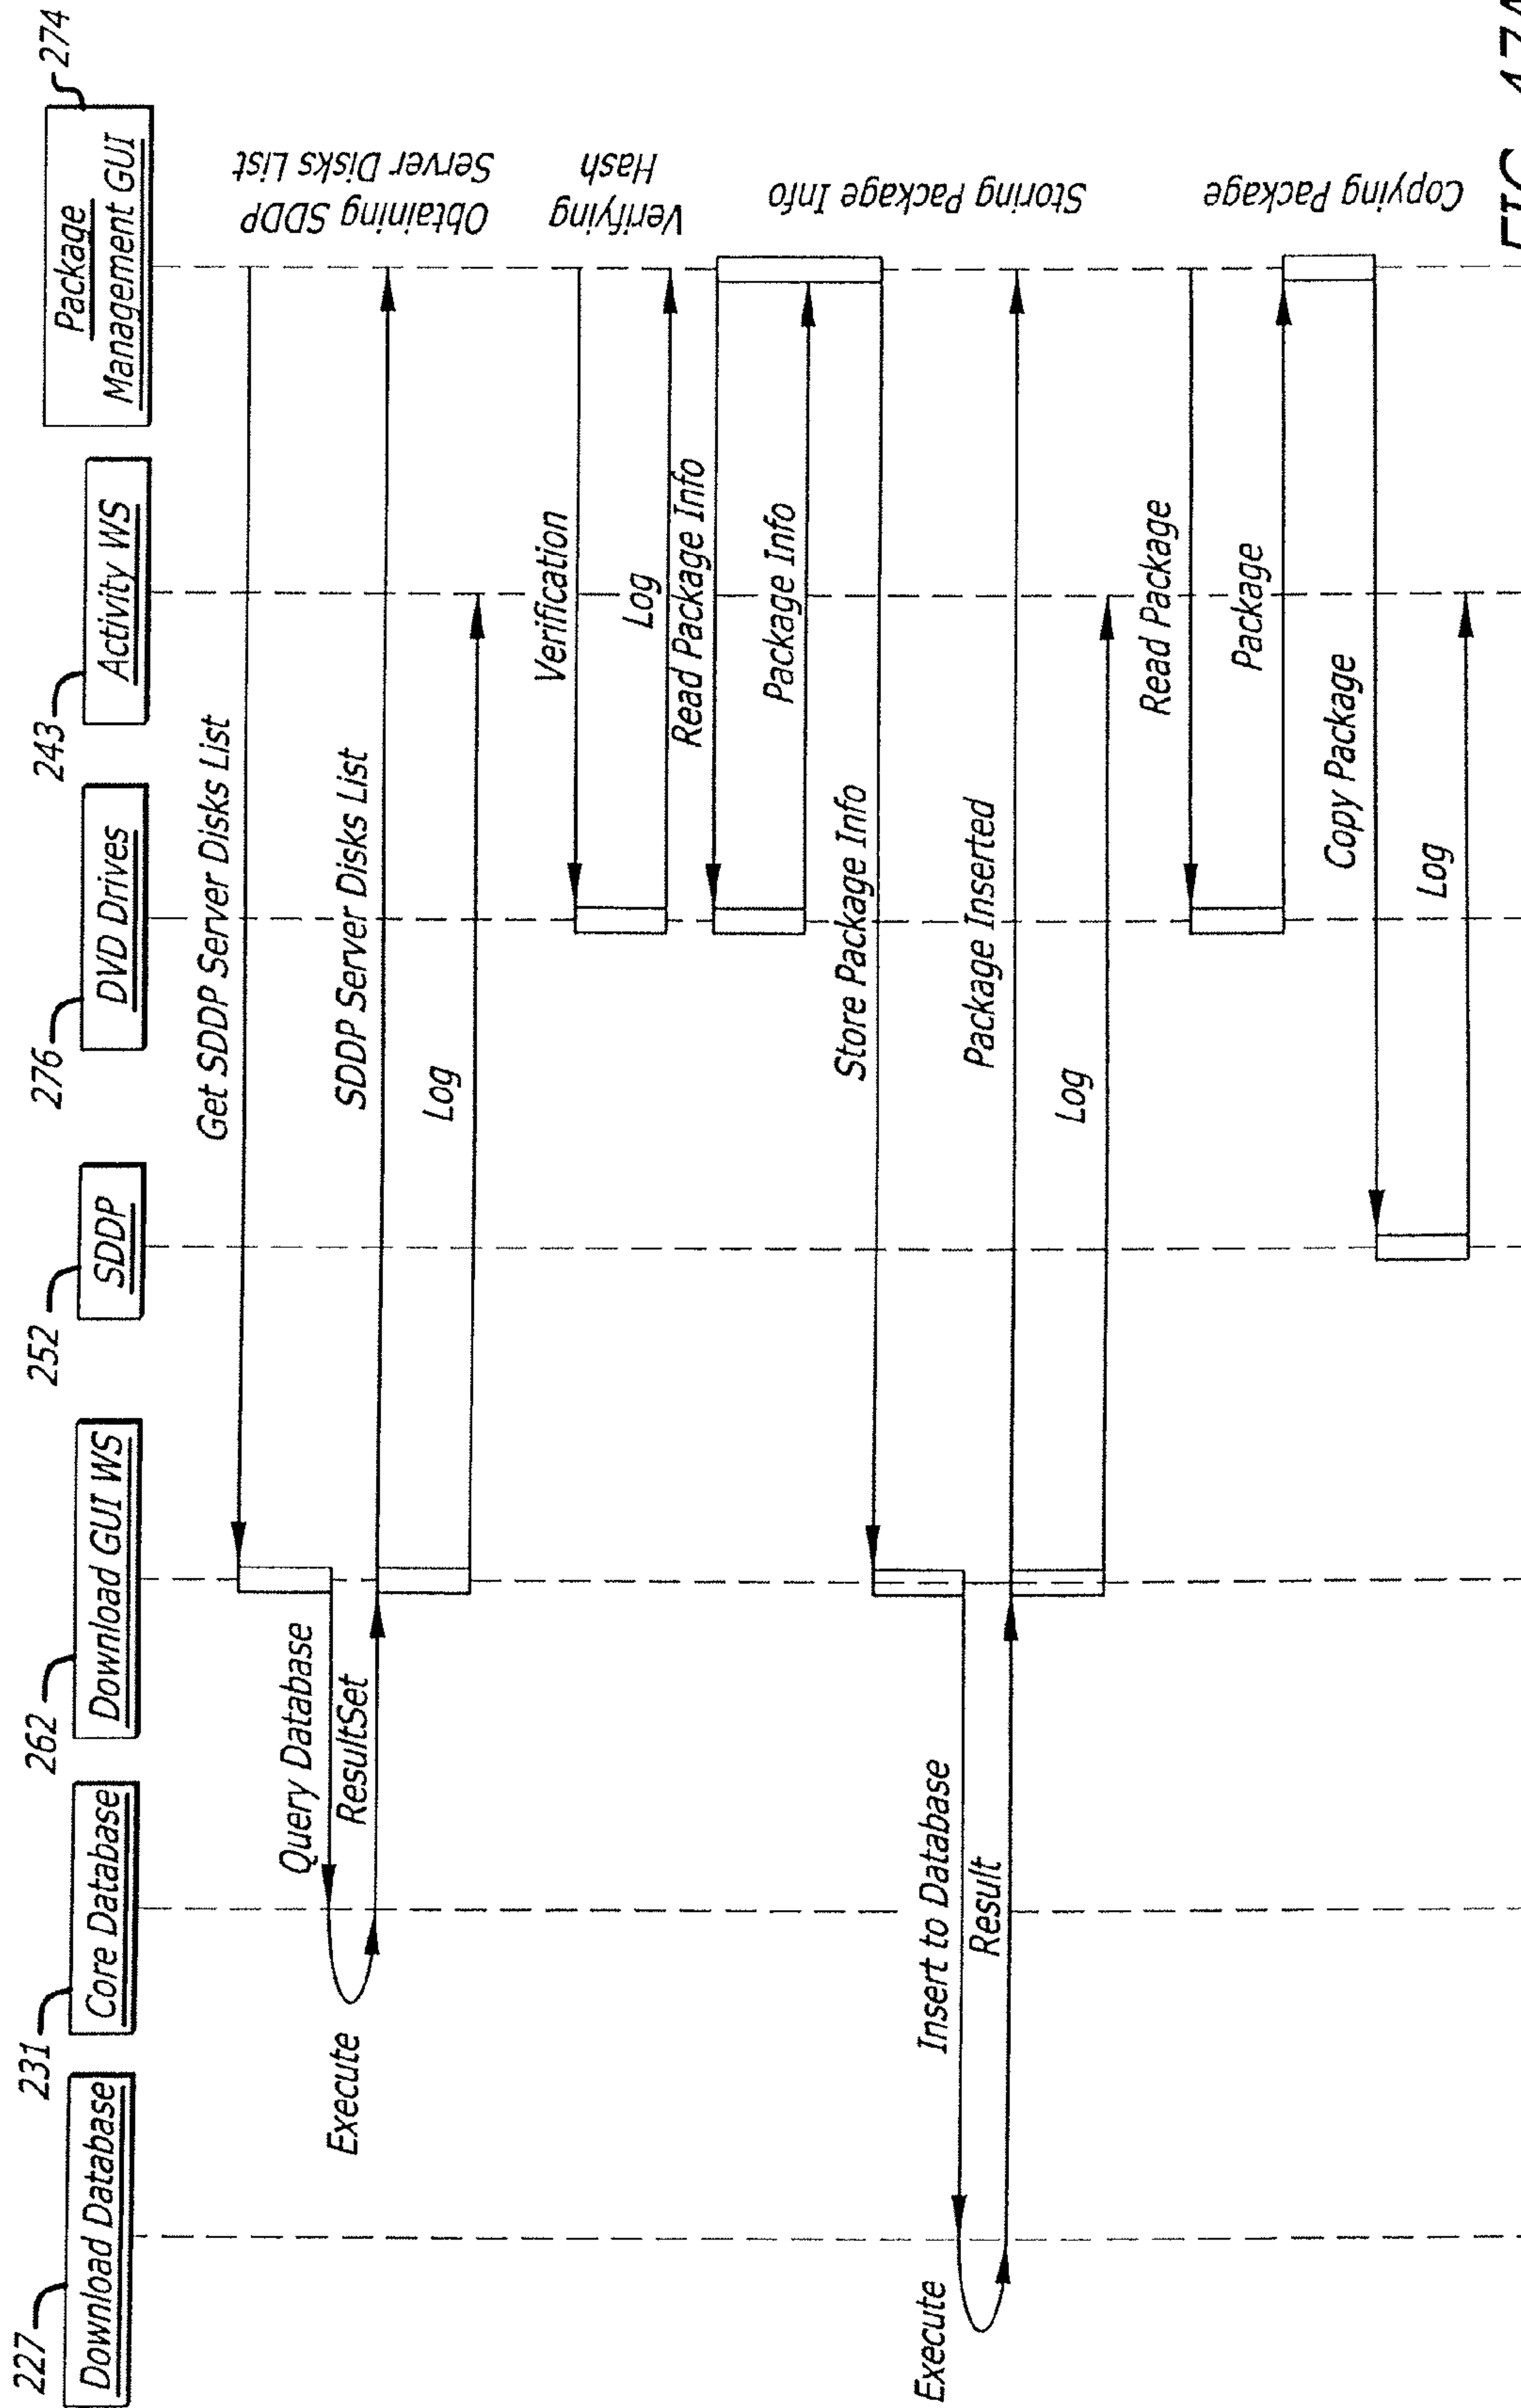 227
Download Database
231
Core Database
262
Download GUI WS
252
SDDP
276
DVD Drives
243
Activity WS
274
Package
Management GUI
Obtaining SDDP
Server Disks List
Get SDDP Server Disks List
Query Database
Execute
ResultSet
SDDP Server Disks List
Log
Verifying
Hash
Verification
Log
Storing Package Info
Read Package Info
Package Info
Store Package Info
Insert to Database
Execute
Result
Package Inserted
Log
Copying Package
Read Package
Package
Copy Package
Log